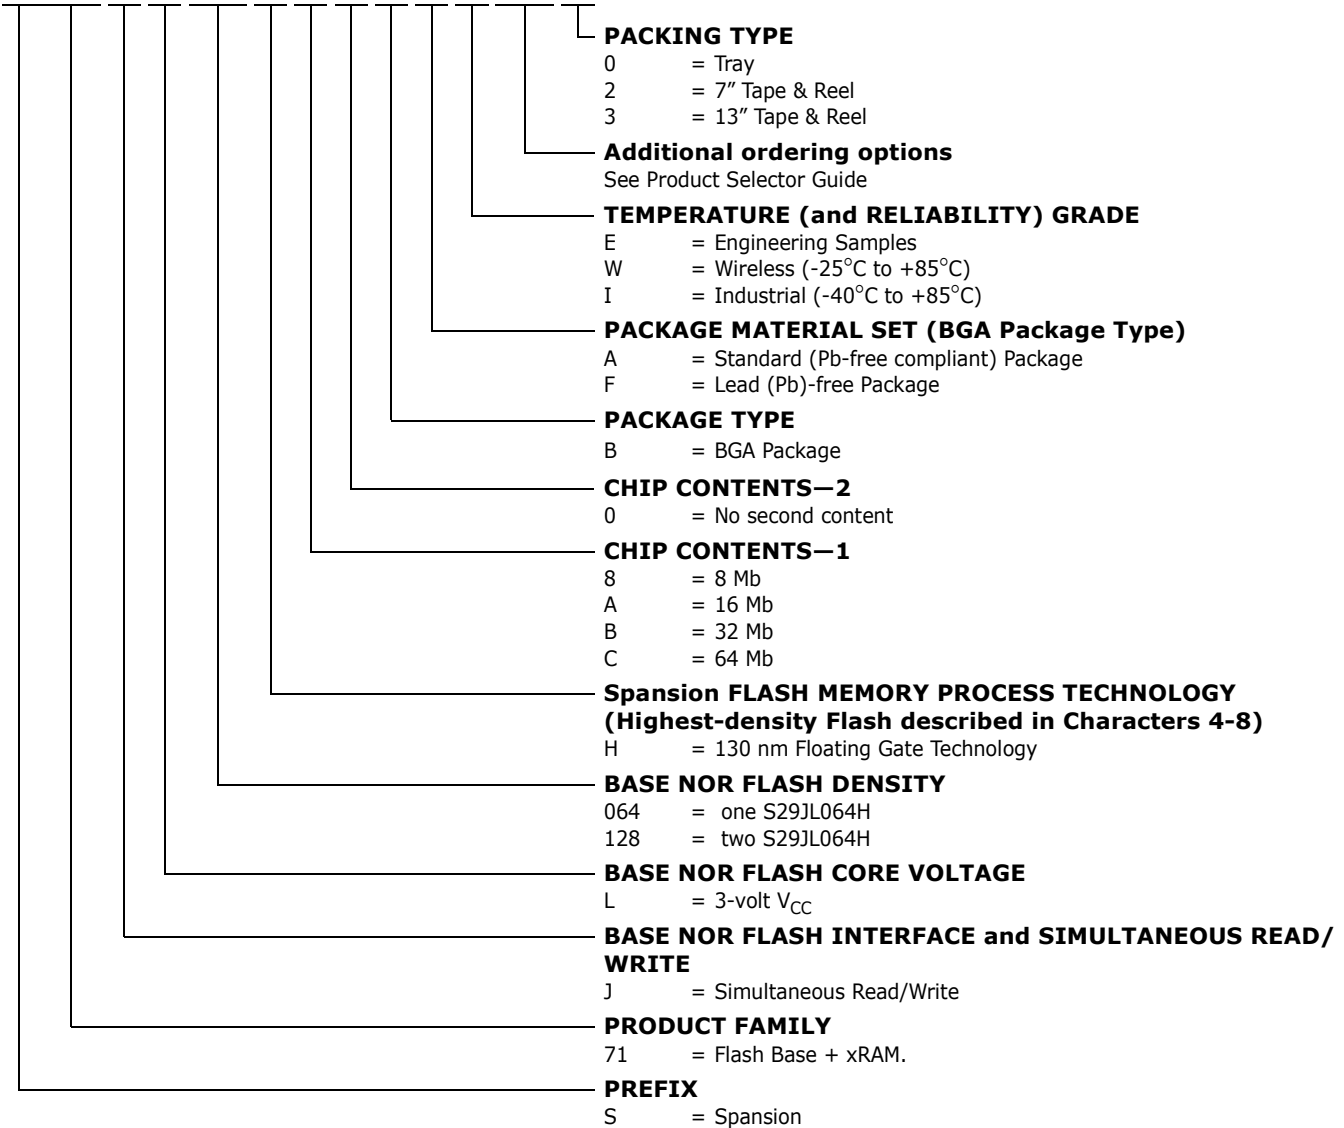 PACKING TYPE
0 = Tray
2 = 7” Tape & Reel
3 = 13” Tape & Reel
Additional ordering options
See Product Selector Guide
TEMPERATURE (and RELIABILITY) GRADE
E = Engineering Samples
W = Wireless (-25°C to +85°C)
I = Industrial (-40°C to +85°C)
PACKAGE MATERIAL SET (BGA Package Type)
A = Standard (Pb-free compliant) Package
F = Lead (Pb)-free Package
PACKAGE TYPE
B = BGA Package
CHIP CONTENTS—2
0 = No second content
CHIP CONTENTS—1
8 = 8 Mb
A = 16 Mb
B = 32 Mb
C = 64 Mb
Spansion FLASH MEMORY PROCESS TECHNOLOGY
(Highest-density Flash described in Characters 4-8)
H = 130 nm Floating Gate Technology
BASE NOR FLASH DENSITY
064 = one S29JL064H
128 = two S29JL064H
BASE NOR FLASH CORE VOLTAGE
L = 3-volt VCC
BASE NOR FLASH INTERFACE and SIMULTANEOUS READ/
WRITE
J = Simultaneous Read/Write
PRODUCT FAMILY
71 = Flash Base + xRAM.
PREFIX
S = Spansion